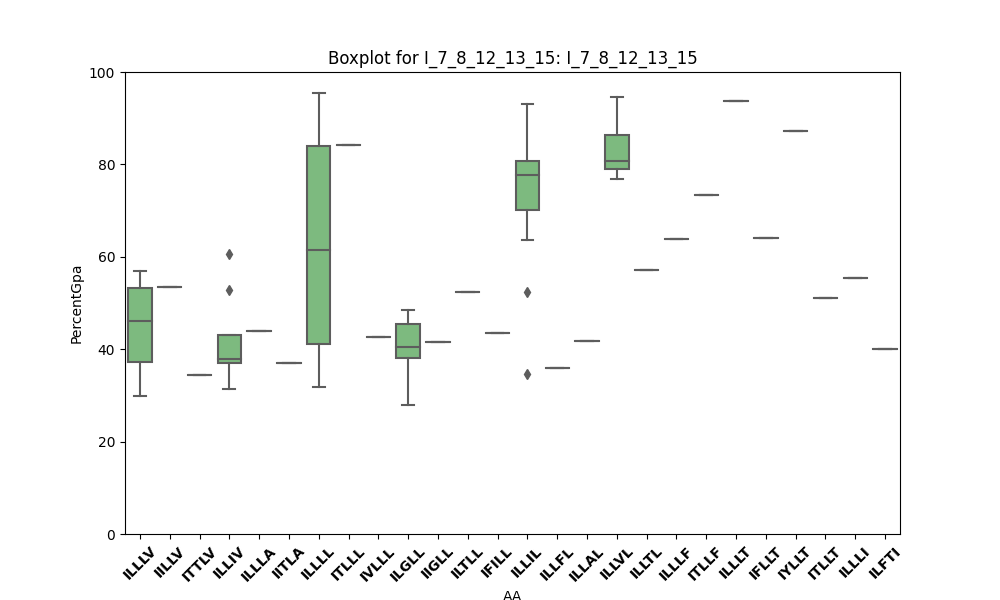 Boxplot for I_7_8_12_13_15: I_7_8_12_13_15
100
80
60
40
20
0
PercentGpa
ILLLV IILLV ITTLV ILLIV ILLLA IITLA ILLLL ITLLL IVLLL ILGLL IIGLL ILTLL IFILL ILLIL ILLFL ILLAL ILLVL ILLTL ILLLF ITLLF ILLLT IFLLT IYLLT ITLLT ILLLI ILFTI
AA